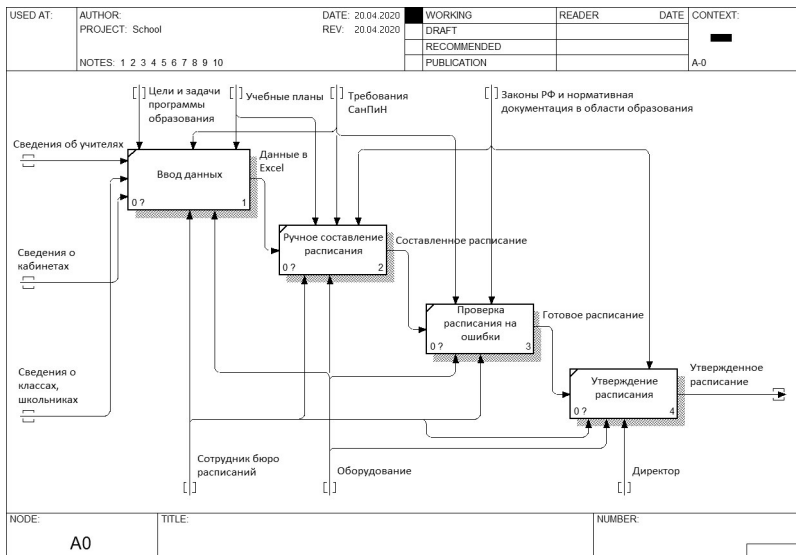 USED AT:
AUTHOR:
DATE: 20.04.2020
WORKING
READER
DATE
CONTEXT:
PROJECT: School
REV: 20.04.2020
DRAFT
RECOMMENDED
NOTES: 1 2 3 4 5 6 7 8 9 10
PUBLICATION
A-0
Цели и задачи
программы
образования
Учебные планы
Требования
СанПиН
Законы РФ и нормативная
документация в области образования
Сведения об учителях
Ввод данных
0 ?
1
Данные в
Excel
Ручное составление
расписания
0 ?
2
Составленное расписание
Сведения о
кабинетах
Проверка
расписания на
ошибки
0 ?
3
Готовое расписание
Сведения о
классах,
школьниках
Утверждение
расписания
0 ?
4
Утвержденное
расписание
Сотрудник бюро
расписаний
Оборудование
Директор
NODE:
TITLE:
NUMBER:
A0